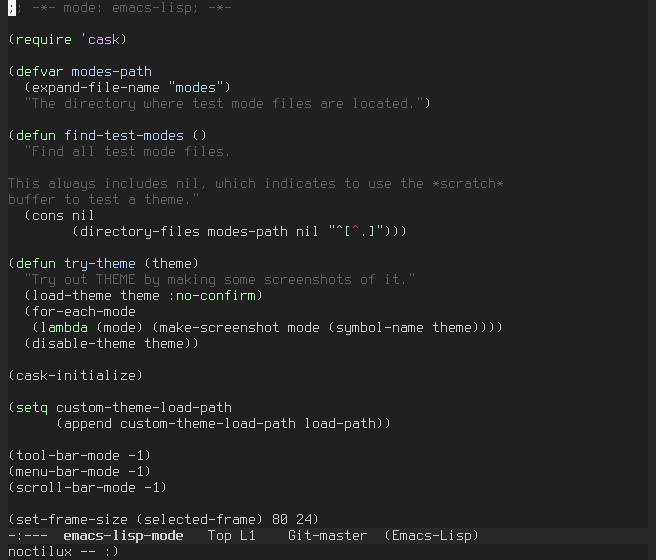 ;; -*- mode: emacs-lisp; -*-

(require 'cask)

(defvar modes-path
  (expand-file-name "modes")
  "The directory where test mode files are located.")

(defun find-test-modes ()
  "Find all test mode files.

This always includes nil, which indicates to use the *scratch*
buffer to test a theme."
  (cons nil
        (directory-files modes-path nil "^[^.]")))

(defun try-theme (theme)
  "Try out THEME by making some screenshots of it."
  (load-theme theme :no-confirm)
  (for-each-mode
   (lambda (mode) (make-screenshot mode (symbol-name theme))))
  (disable-theme theme))

(cask-initialize)

(setq custom-theme-load-path
      (append custom-theme-load-path load-path))

(tool-bar-mode -1)
(menu-bar-mode -1)
(scroll-bar-mode -1)

(set-frame-size (selected-frame) 80 24)
-:---  emacs-lisp-mode   Top L1    Git-master  (Emacs-Lisp)
noctilux -- :)